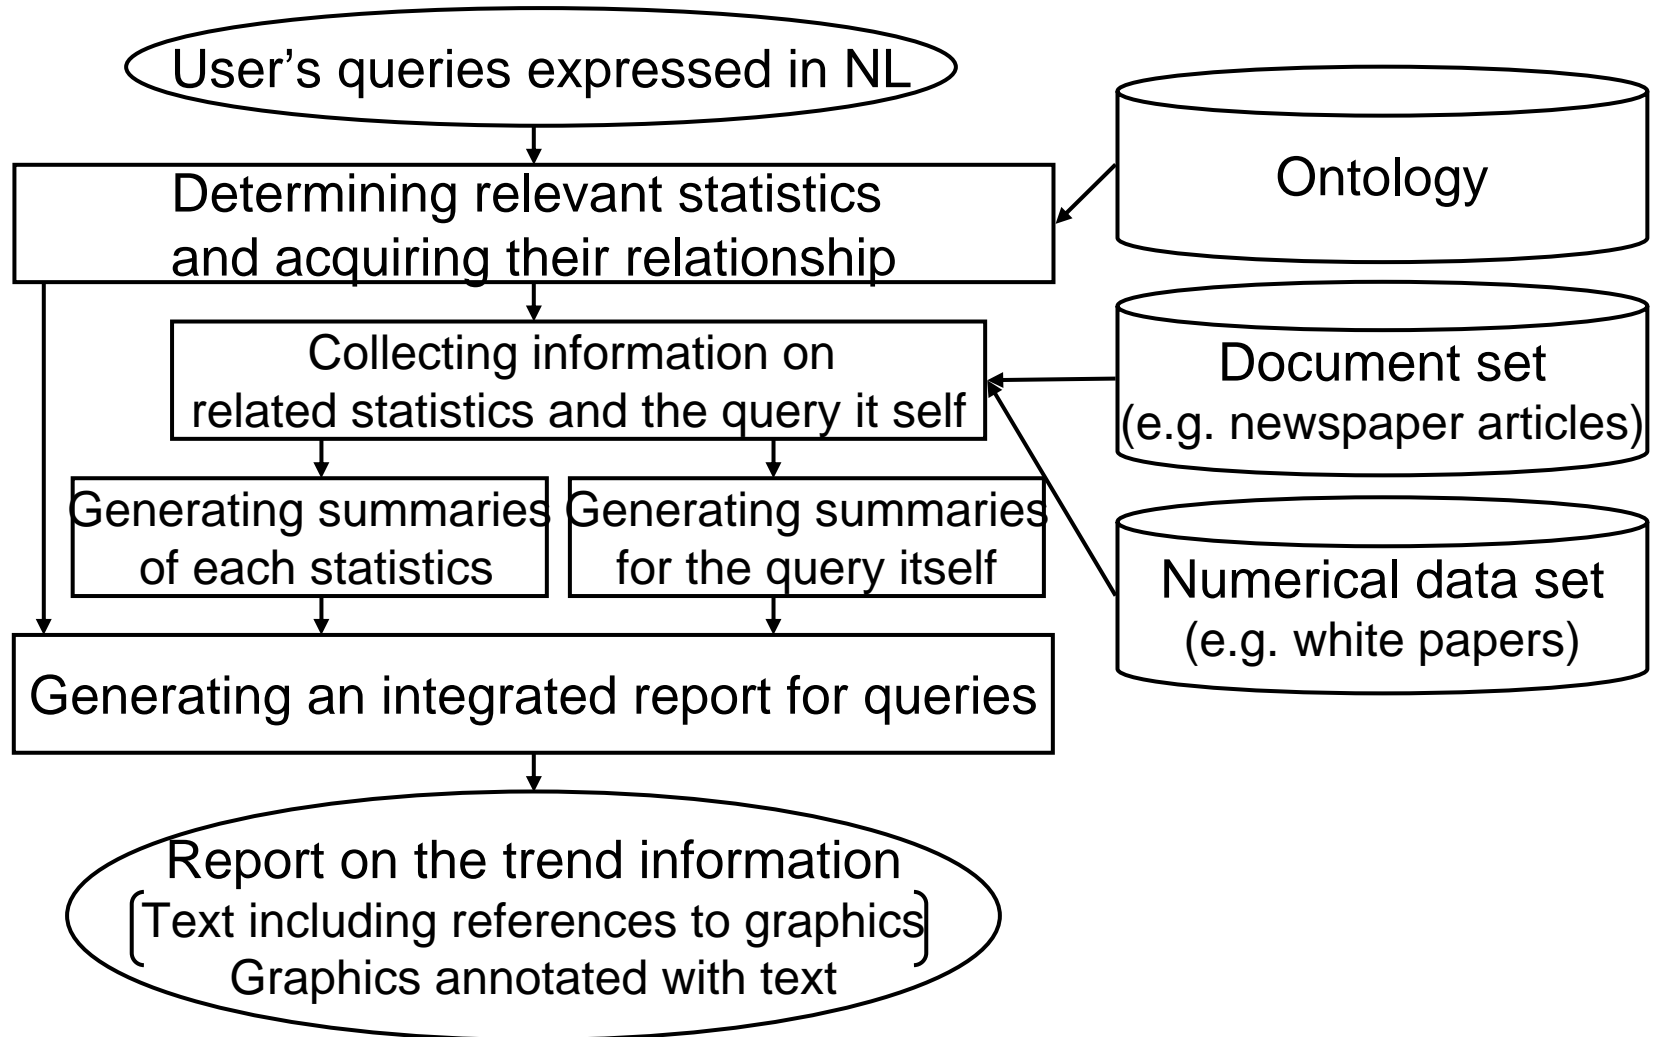 User’s queries expressed in NL
Determining relevant statistics
and acquiring their relationship
Ontology
Collecting information on
related statistics and the query it self
Document set
(e.g. newspaper articles)
Generating summaries
of each statistics
Generating summaries
for the query itself
Numerical data set
(e.g. white papers)
Generating an integrated report for queries
Report on the trend information
Text including references to graphics
Graphics annotated with text